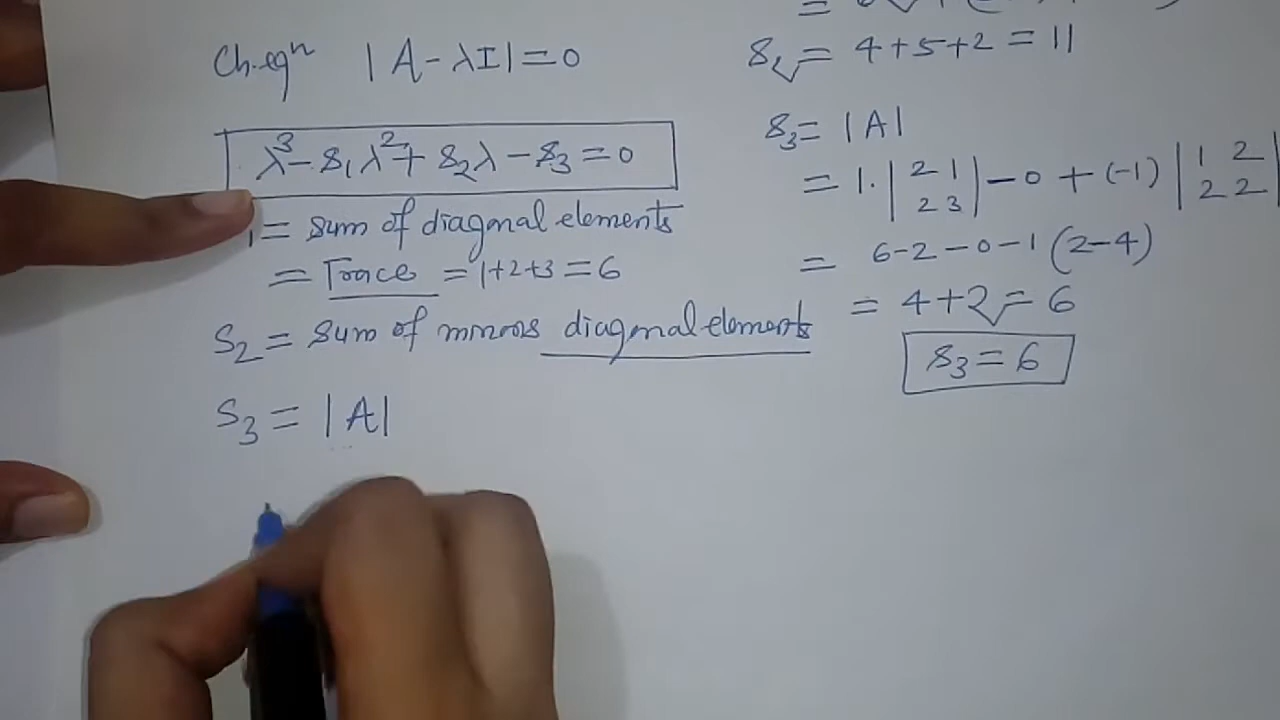 Ch.eqⁿ |A-λI|=0
λ³-S₁λ²+S₂λ-S₃=0
1= Sum of diagonal elements
= Trace =1+2+3=6
S₂= Sum of minors diagonal elements
S₃= |A|
S₂= 4+5+2=11
S₃= |A|
=1.|2 1|-0+(-1)|1 2|
|2 3| |2 2|
= 6-2-0-1(2-4)
= 4+2=6
S₃=6